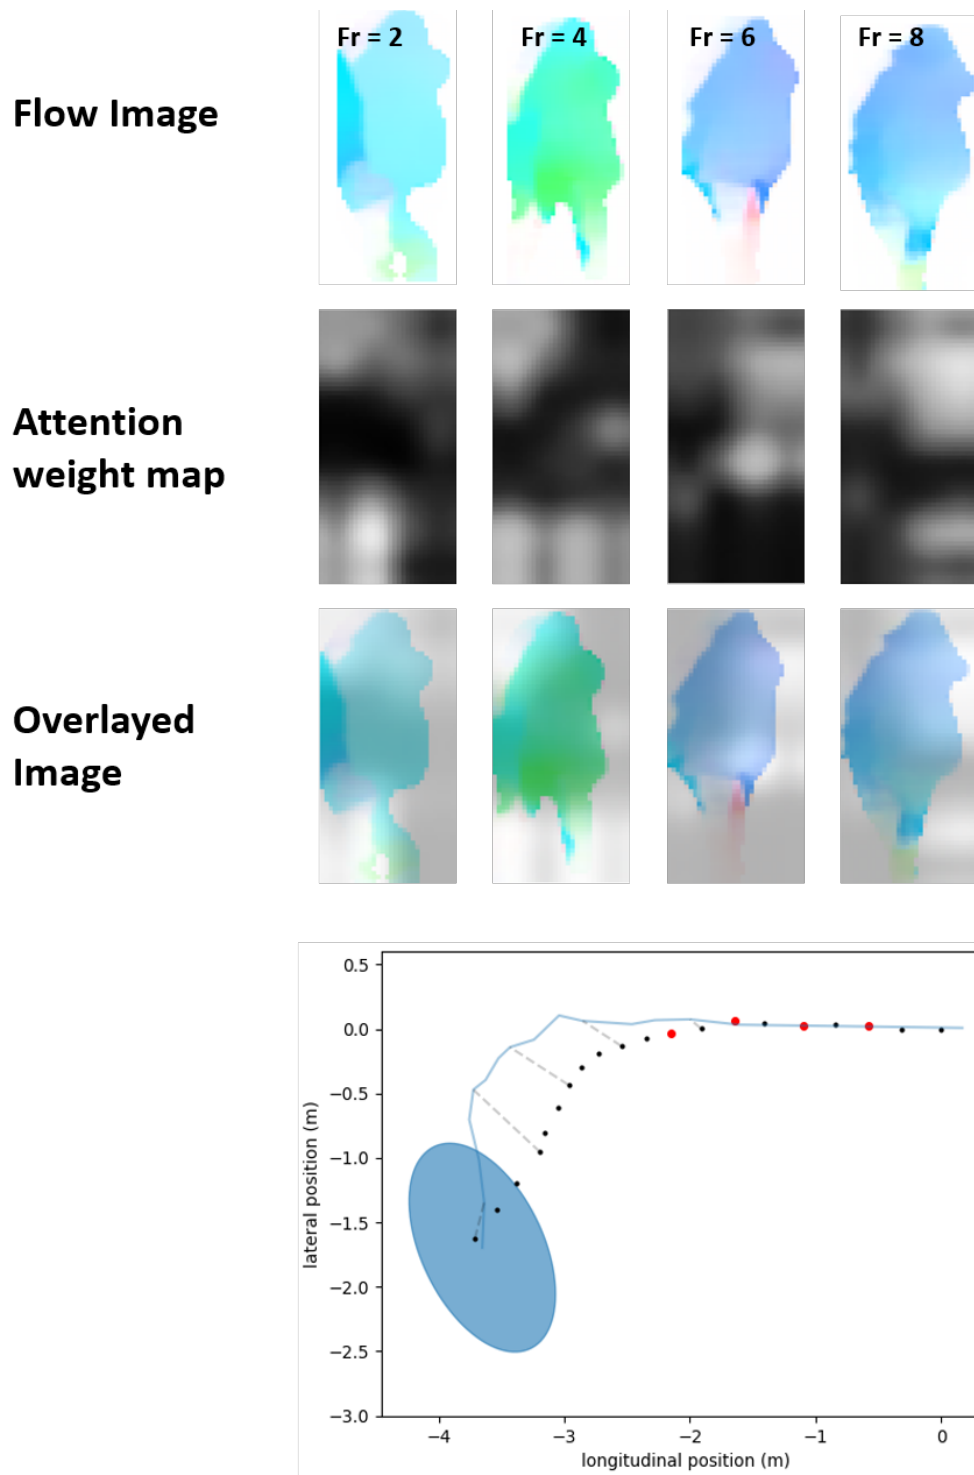 Fr = 2 Fr = 4 Fr = 6 Fr = 8
Flow Image
Attention
weight map
Overlayed
Image
0.5
0.0
−0.5
−1.0
−1.5
−2.0
−2.5
−3.0
lateral position (m)
−4 −3 −2 −1 0
longitudinal position (m)